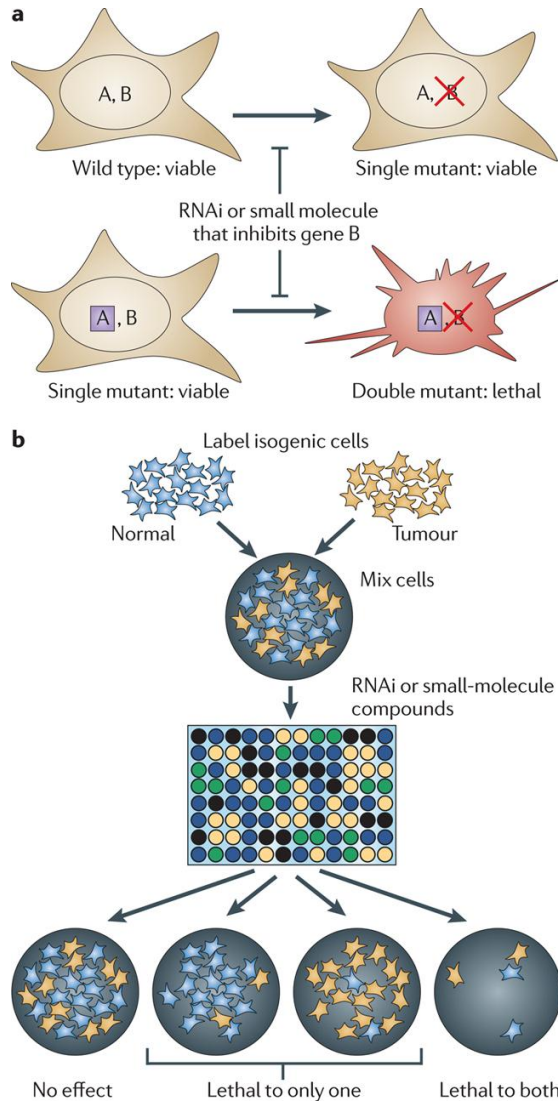 a
A, B
A, B
Wild type: viable
Single mutant: viable
RNAi or small molecule
that inhibits gene B
A , B
A , B
Single mutant: viable
Double mutant: lethal
b
Label isogenic cells
Normal
Tumour
Mix cells
RNAi or small-molecule
compounds
No effect
Lethal to only one
Lethal to both